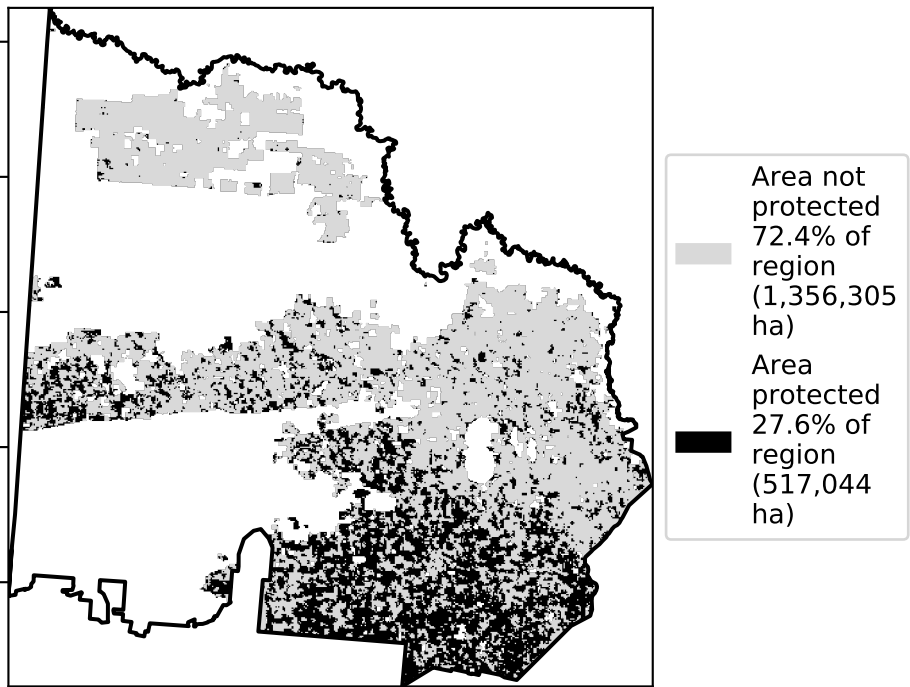 Area not
protected
72.4% of
region
(1,356,305
ha)
Area
protected
27.6% of
region
(517,044
ha)